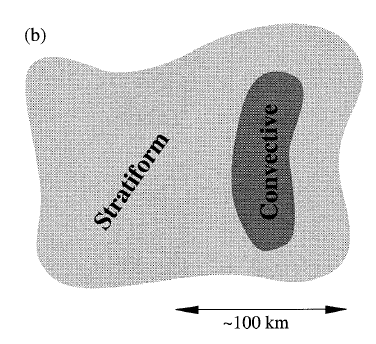 (b)
Stratiform
Convective
~100 km